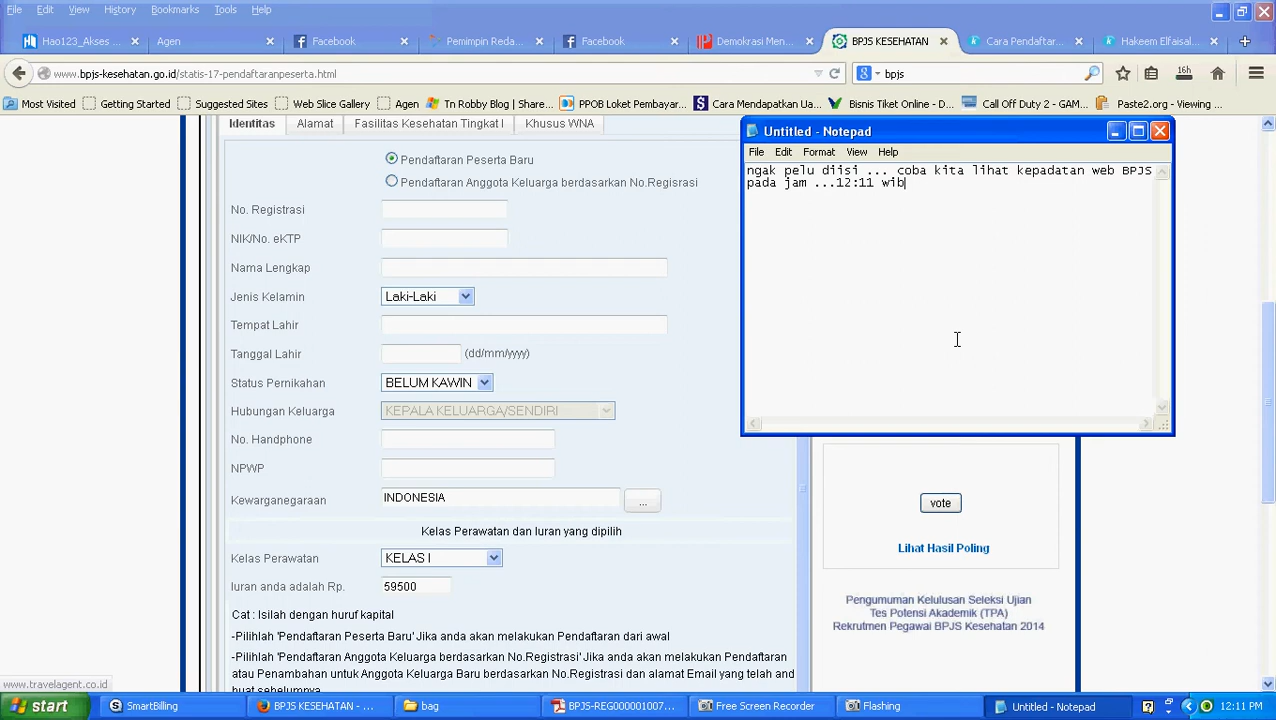 File Edit View History Bookmarks Tools Help
Hao123_Akses ... Agen Facebook Pemimpin Reda... Facebook Demokrasi Men... BPJS KESEHATAN Cara Pendaftar... Hakeem Elfaisal...
www.bpjs-kesehatan.go.id/statis-17-pendaftaranpeserta.html
bpjs
16h
Most Visited Getting Started Suggested Sites Web Slice Gallery Agen Tn Robby Blog | Shar... PPOB Loket Pembayar... Cara Mendapatkan Ua... Bisnis Tiket Online - D... Call Off Duty 2 - GAM... Paste2.org - Viewing ...
Identitas Alamat Fasilitas Kesehatan Tingkat I Khusus WNA
Pendaftaran Peserta Baru
Pendaftaran Anggota Keluarga berdasarkan No.Regisrasi
No. Registrasi
NIK/No. eKTP
Nama Lengkap
Jenis Kelamin Laki-Laki
Tempat Lahir
Tanggal Lahir (dd/mm/yyyy)
Status Pernikahan BELUM KAWIN
Hubungan Keluarga KEPALA KELUARGA/SENDIRI
No. Handphone
NPWP
Kewarganegaraan INDONESIA ...
Kelas Perawatan dan Iuran yang dipilih
Kelas Perawatan KELAS I
Iuran anda adalah Rp. 59500
Cat: Isilah dengan huruf kapital
-Pilihlah 'Pendaftaran Peserta Baru' Jika anda akan melakukan Pendaftaran dari awal
-Pilihlah 'Pendaftaran Anggota Keluarga berdasarkan No.Registrasi' Jika anda akan melakukan Pendaftaran
atau Penambahan untuk Anggota Keluarga Baru berdasarkan No.Registrasi dan alamat Email yang telah and
buat sebelumnya
Untitled - Notepad
File Edit Format View Help
ngak pelu diisi ... coba kita lihat kepadatan web BPJS
pada jam ...12:11 wib
vote
Lihat Hasil Poling
Pengumuman Kelulusan Seleksi Ujian
Tes Potensi Akademik (TPA)
Rekrutmen Pegawai BPJS Kesehatan 2014
www.travelagent.co.id
start SmartBilling BPJS KESEHATAN - ... bag BPJS-REG000001007... Free Screen Recorder Flashing Untitled - Notepad 12:11 PM